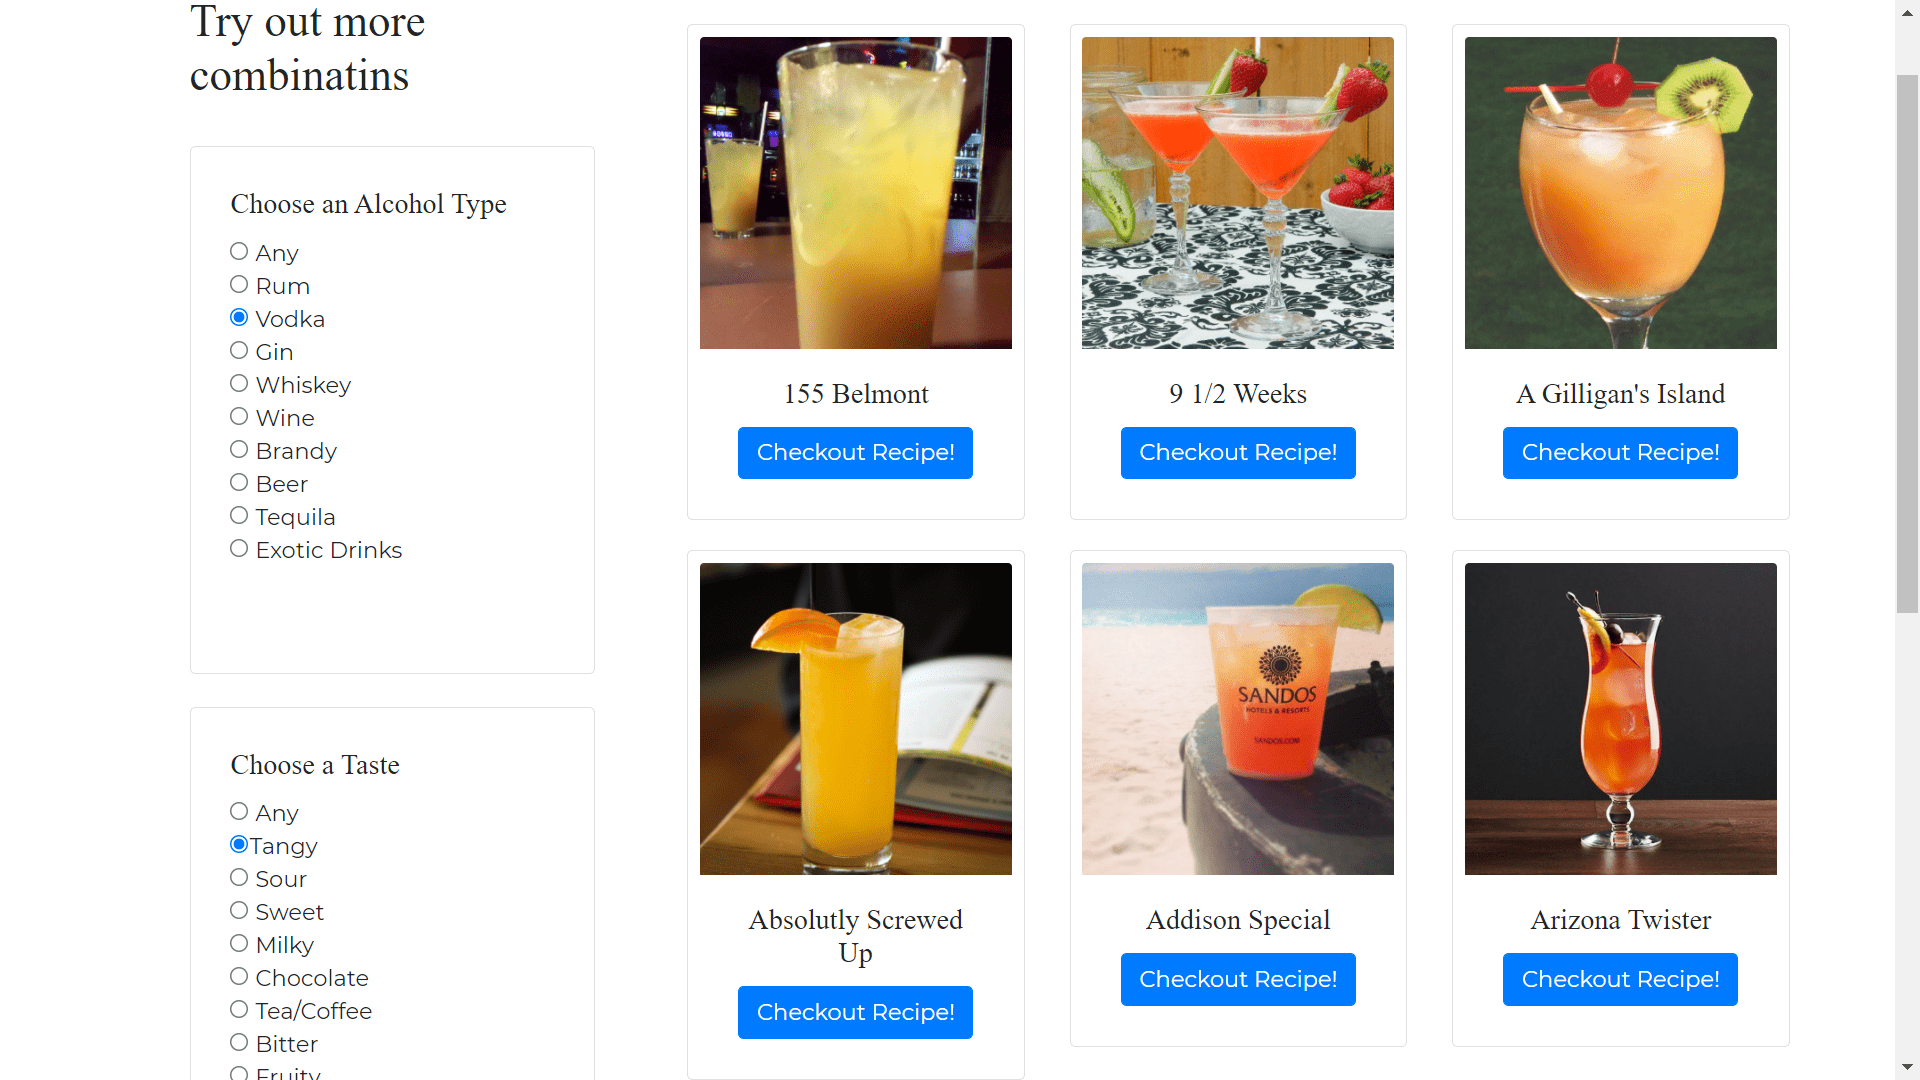 Try out more
combinatins
Choose an Alcohol Type
Any
Rum
Vodka
Gin
Whiskey
Wine
Brandy
Beer
Tequila
Exotic Drinks
Choose a Taste
Any
Tangy
Sour
Sweet
Milky
Chocolate
Tea/Coffee
Bitter
Fruity
155 Belmont
Checkout Recipe!
9 1/2 Weeks
Checkout Recipe!
A Gilligan's Island
Checkout Recipe!
Absolutly Screwed
Up
Checkout Recipe!
SANDOS
HOTELS & RESORTS
SANDOS.COM
Addison Special
Checkout Recipe!
Arizona Twister
Checkout Recipe!